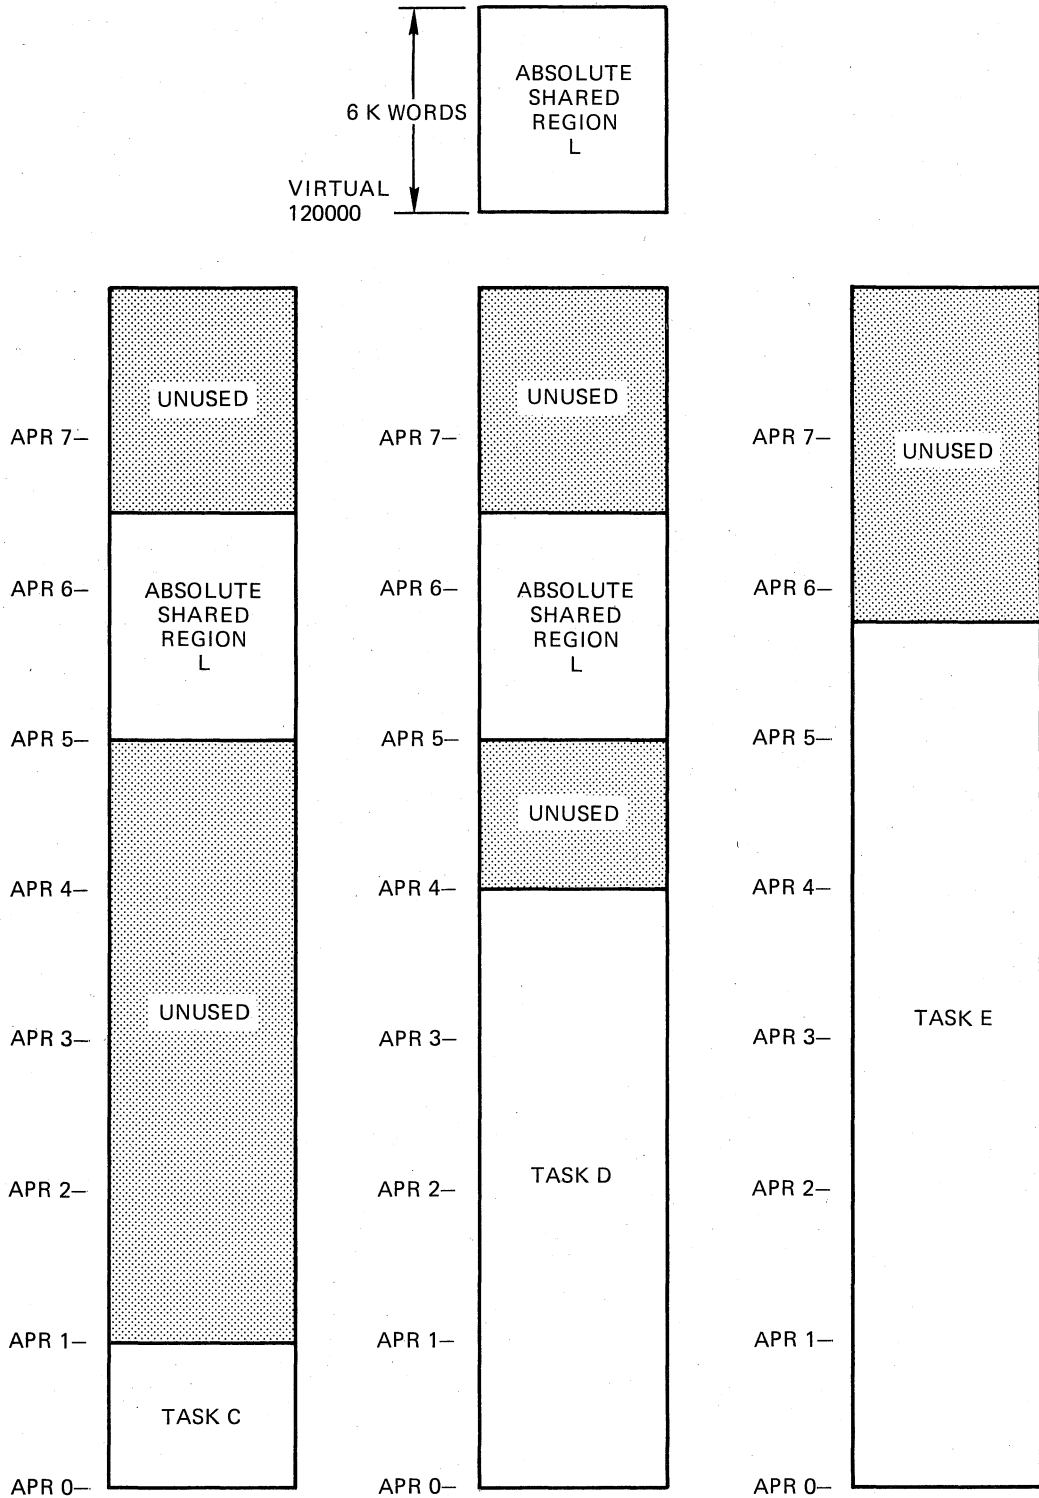 ABSOLUTE
SHARED
REGION
L
6 K WORDS
VIRTUAL
120000
UNUSED
APR 7—
ABSOLUTE
SHARED
REGION
L
APR 6—
APR 5—
UNUSED
APR 4—
APR 3—
APR 2—
APR 1—
TASK C
APR 0—
UNUSED
APR 7—
ABSOLUTE
SHARED
REGION
L
APR 6—
APR 5—
UNUSED
APR 4—
APR 3—
TASK D
APR 2—
APR 1—
APR 0—
APR 7—
UNUSED
APR 6—
APR 5—
APR 4—
TASK E
APR 3—
APR 2—
APR 1—
APR 0—